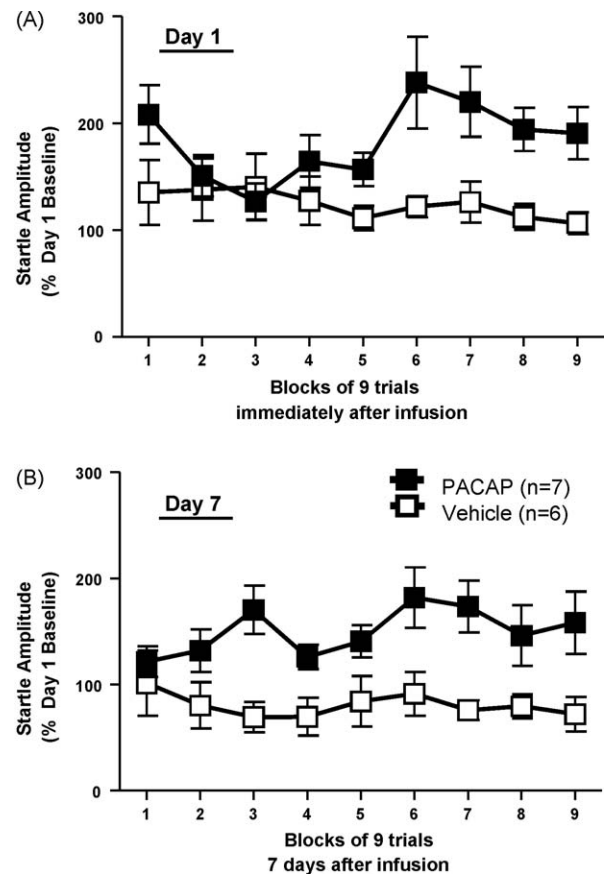 (A)
Day 1
Startle Amplitude
(% Day 1 Baseline)
300
200
100
0
1 2 3 4 5 6 7 8 9
Blocks of 9 trials
immediately after infusion
(B)
Day 7
PACAP (n=7)
Vehicle (n=6)
Startle Amplitude
(% Day 1 Baseline)
300
200
100
0
1 2 3 4 5 6 7 8 9
Blocks of 9 trials
7 days after infusion